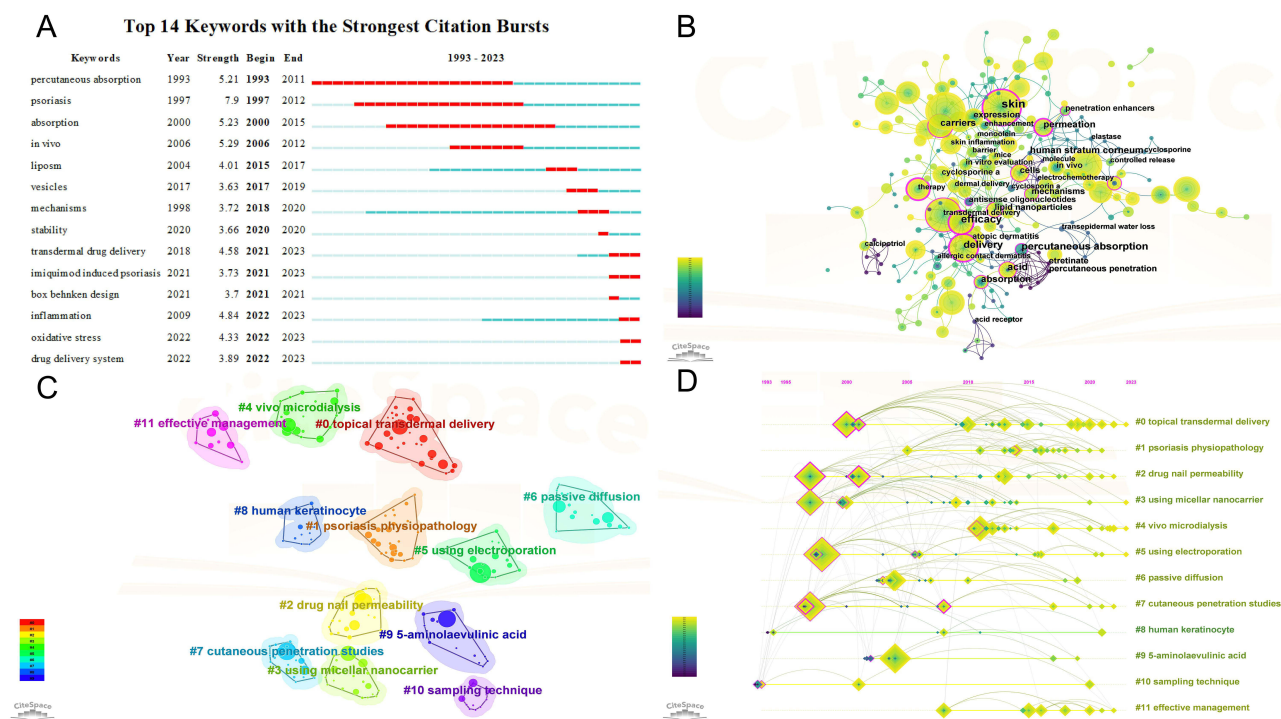 A
Top 14 Keywords with the Strongest Citation Bursts
Keywords Year Strength Begin End 1993 - 2023
percutaneous absorption 1993 5.21 1993 2011
psoriasis 1997 7.9 1997 2012
absorption 2000 5.23 2000 2015
in vivo 2006 5.29 2006 2012
liposm 2004 4.01 2015 2017
vesicles 2017 3.63 2017 2019
mechanisms 1998 3.72 2018 2020
stability 2020 3.66 2020 2020
transdermal drug delivery 2018 4.58 2021 2023
imiquimod induced psoriasis 2021 3.73 2021 2023
box behnken design 2021 3.7 2021 2021
inflammation 2009 4.84 2022 2023
oxidative stress 2022 4.33 2022 2023
drug delivery system 2022 3.89 2022 2023
B
skin
expression
penetration enhancers
carriers
enhancement
permeation
monoolein
elastase
skin inflammation
barrier
human stratum corneum
cyclosporine
mice
molecule
controlled release
in vitro evaluation
in vivo
cyclosporine a
cells
electrochemotherapy
therapy
dermal delivery
cyclosporin a
mechanisms
antisense oligonucleotides
lipid nanoparticles
transdermal delivery
efficacy
transepidermal water loss
atopic dermatitis
calcipotriol
delivery
percutaneous absorption
allergic contact dermatitis
etretinate
acid
percutaneous penetration
absorption
acid receptor
CiteSpace
C
#4 vivo microdialysis
#11 effective management
#0 topical transdermal delivery
#6 passive diffusion
#8 human keratinocyte
#1 psoriasis physiopathology
#5 using electroporation
#2 drug nail permeability
#9 5-aminolaevulinic acid
#7 cutaneous penetration studies
#3 using micellar nanocarrier
#10 sampling technique
CiteSpace
D
1993 1995 2000 2005 2010 2015 2020 2023
#0 topical transdermal delivery
#1 psoriasis physiopathology
#2 drug nail permeability
#3 using micellar nanocarrier
#4 vivo microdialysis
#5 using electroporation
#6 passive diffusion
#7 cutaneous penetration studies
#8 human keratinocyte
#9 5-aminolaevulinic acid
#10 sampling technique
#11 effective management
CiteSpace